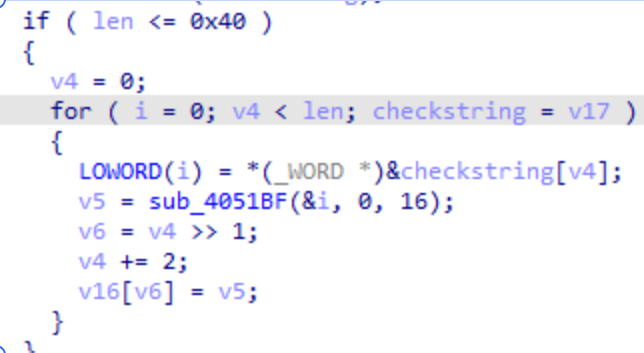 if ( len <= 0x40 )
{
v4 = 0;
for ( i = 0; v4 < len; checkstring = v17 )
{
LOWORD(i) = *(_WORD *)&checkstring[v4];
v5 = sub_4051BF(&i, 0, 16);
v6 = v4 >> 1;
v4 += 2;
v16[v6] = v5;
}
}